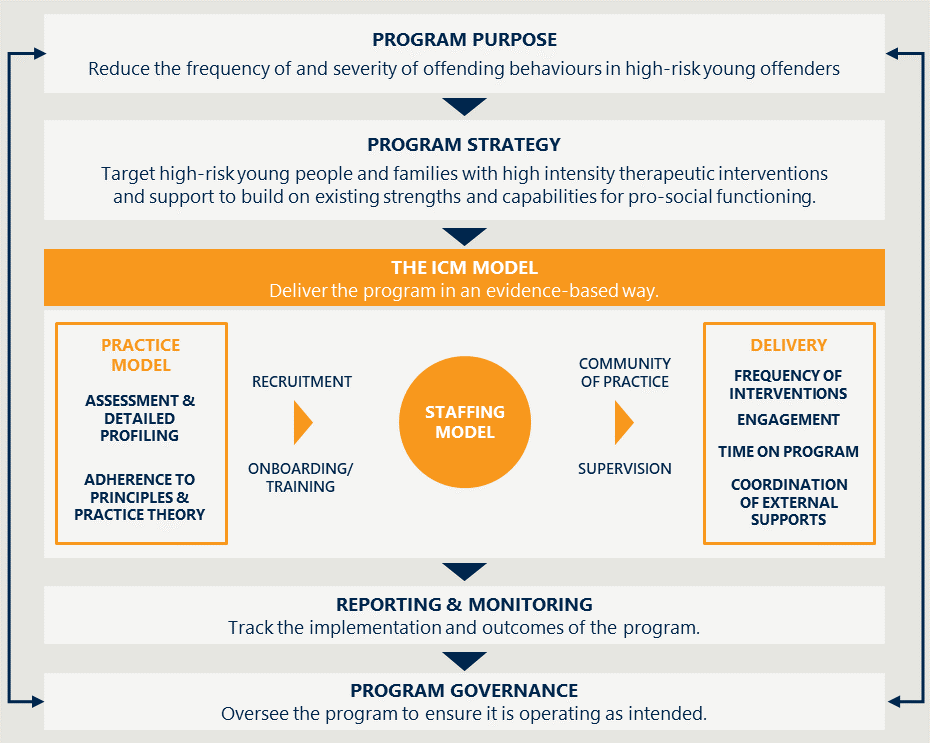 PROGRAM PURPOSE
Reduce the frequency of and severity of offending behaviours in high-risk young offenders
PROGRAM STRATEGY
Target high-risk young people and families with high intensity therapeutic interventions
and support to build on existing strengths and capabilities for pro-social functioning.
THE ICM MODEL
Deliver the program in an evidence-based way.
PRACTICE
MODEL
ASSESSMENT &
DETAILED
PROFILING
ADHERENCE TO
PRINCIPLES &
PRACTICE THEORY
RECRUITMENT
ONBOARDING/
TRAINING
STAFFING
MODEL
COMMUNITY
OF PRACTICE
SUPERVISION
DELIVERY
FREQUENCY OF
INTERVENTIONS
ENGAGEMENT
TIME ON PROGRAM
COORDINATION
OF EXTERNAL
SUPPORTS
REPORTING & MONITORING
Track the implementation and outcomes of the program.
PROGRAM GOVERNANCE
Oversee the program to ensure it is operating as intended.